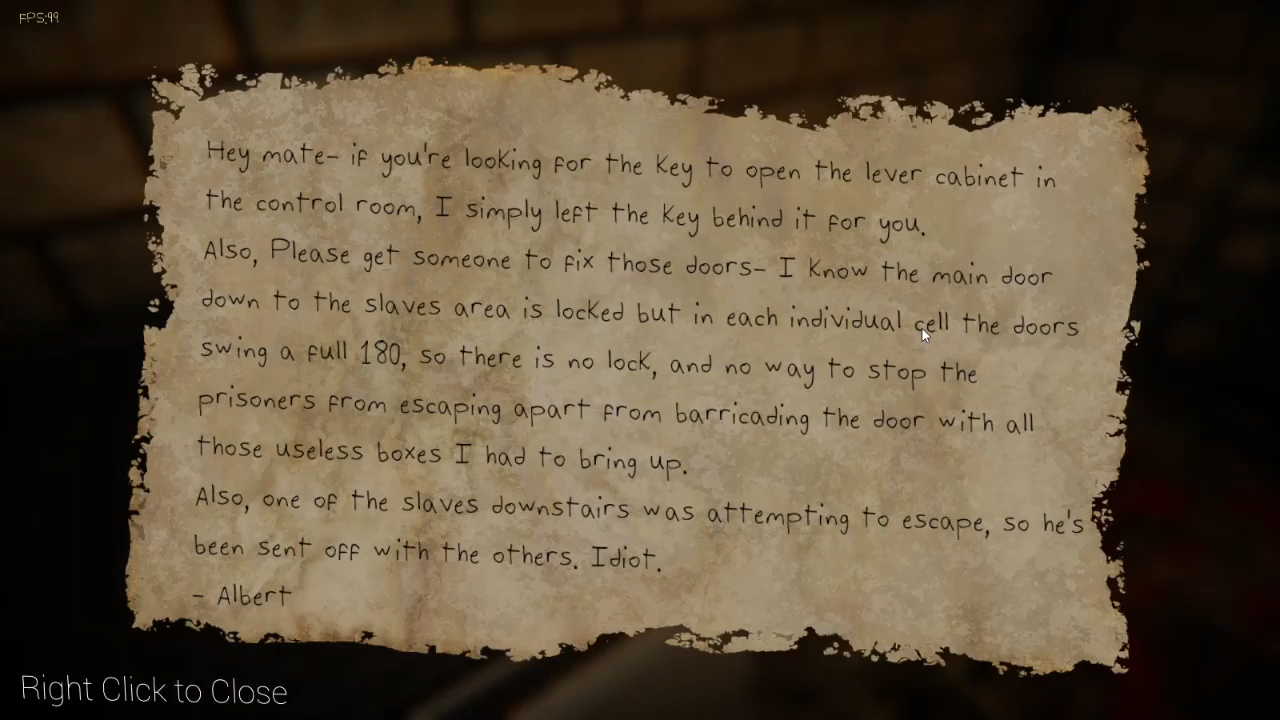 FPS:99
Hey mate- if you're looking for the key to open the lever cabinet in
the control room, I simply left the key behind it for you.
Also, Please get someone to fix those doors- I know the main door
down to the slaves area is locked but in each individual cell the doors
swing a full 180, so there is no lock, and no way to stop the
prisoners from escaping apart from barricading the door with all
those useless boxes I had to bring up.
Also, one of the slaves downstairs was attempting to escape, so he's
been sent off with the others. Idiot.
- Albert
Right Click to Close